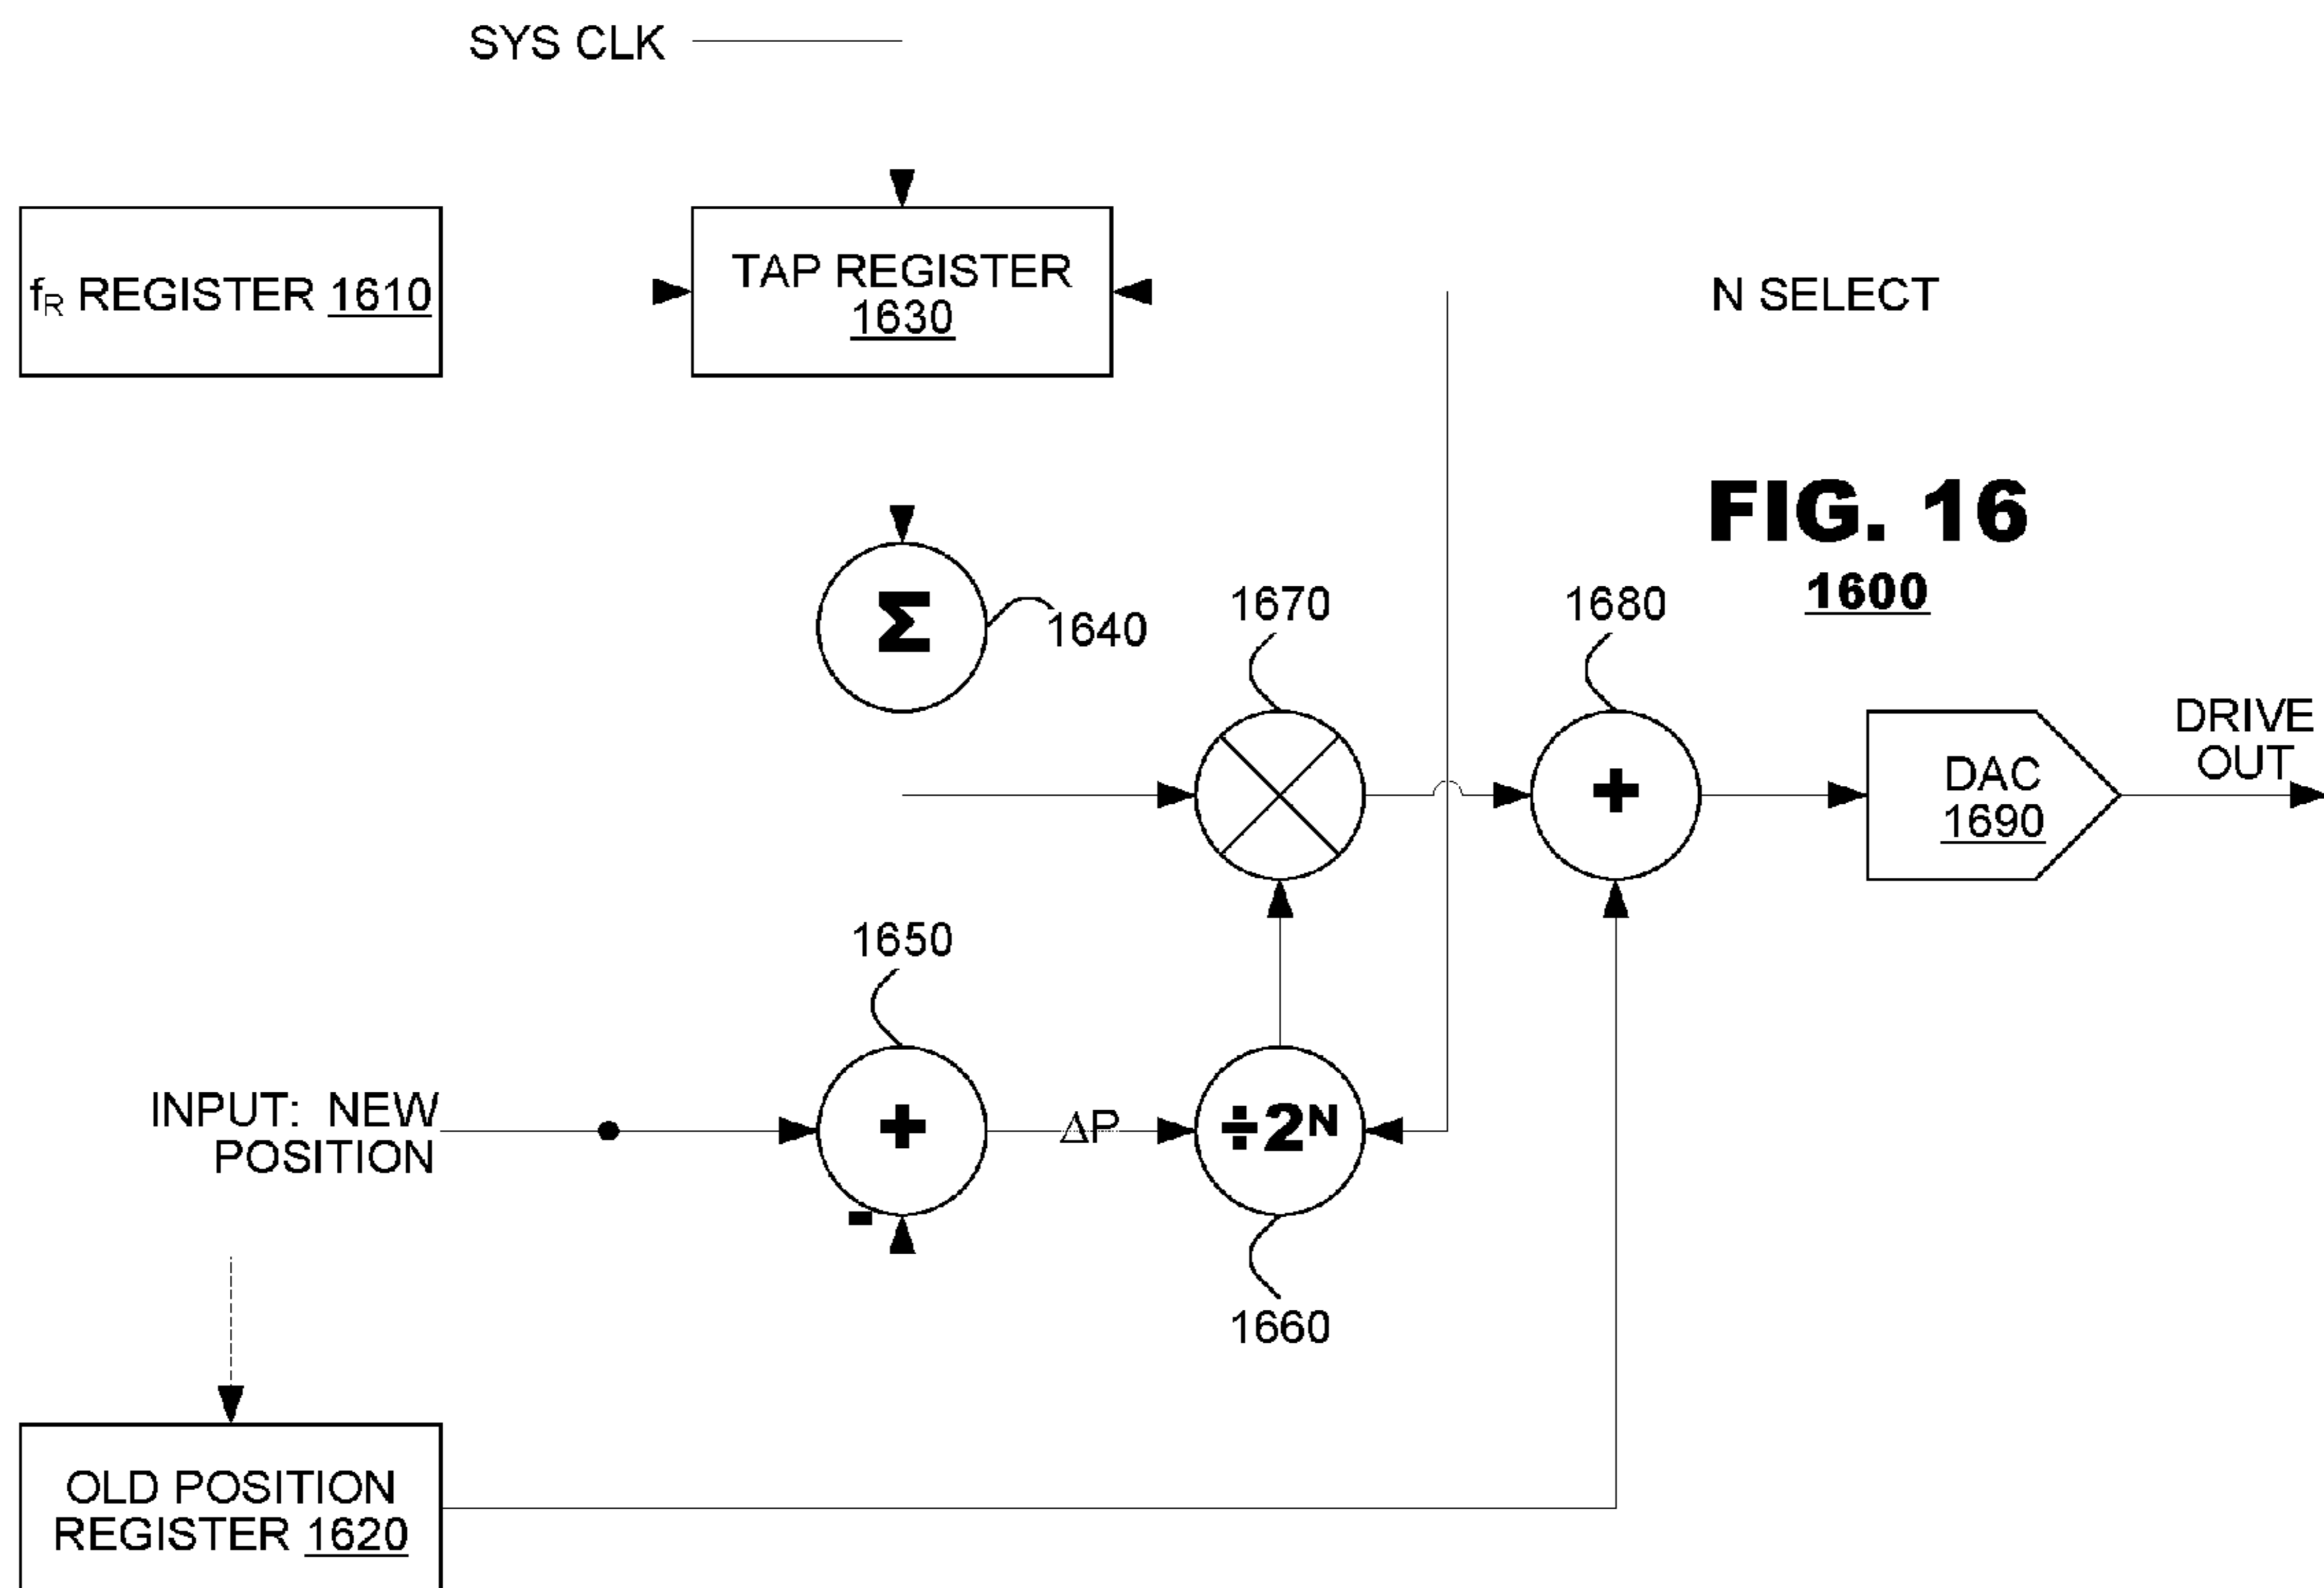 SYS CLK
f_R REGISTER 1610
TAP REGISTER
1630
N SELECT
FIG. 16
1600
Σ
1640
1670
1680
+
DAC
1690
DRIVE
OUT
1650
INPUT: NEW
POSITION
+
-
ΔP
÷2ᴺ
1660
OLD POSITION
REGISTER 1620